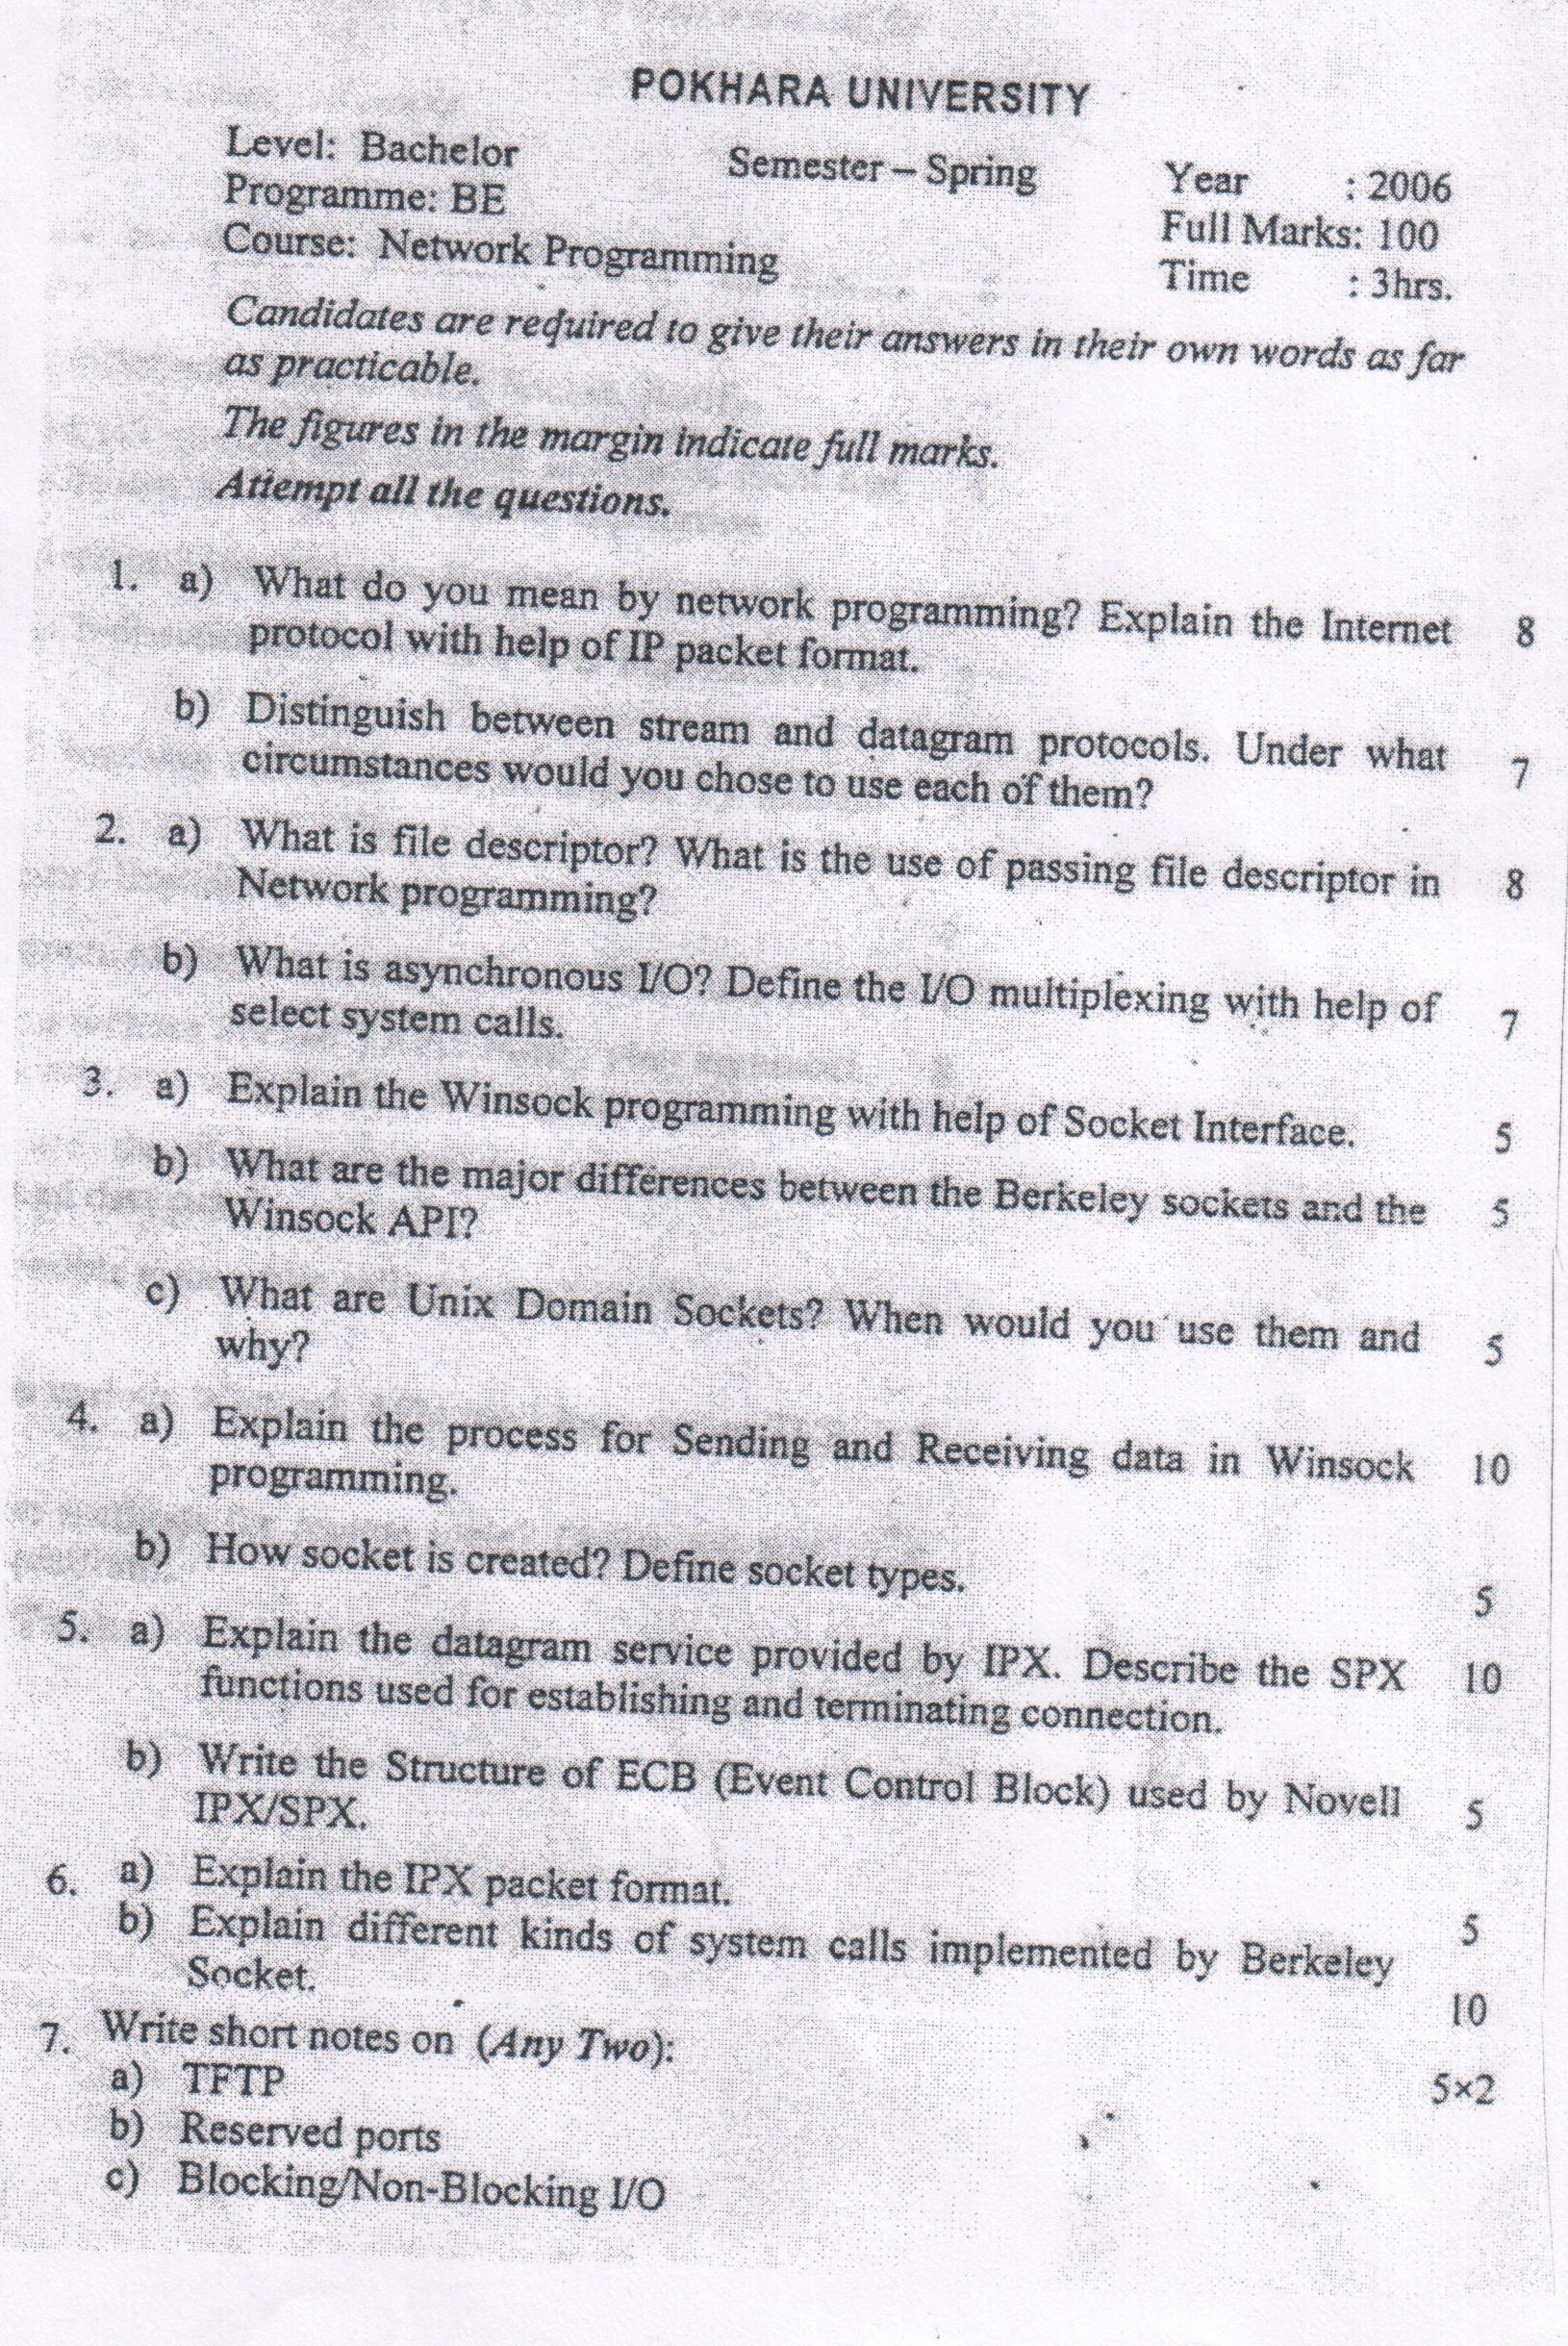 POKHARA UNIVERSITY
Level: Bachelor Semester – Spring Year : 2006
Programme: BE Full Marks: 100
Course: Network Programming Time : 3hrs.
Candidates are required to give their answers in their own words as far
as practicable.
The figures in the margin indicate full marks.
Attempt all the questions.
1. a) What do you mean by network programming? Explain the Internet 8
protocol with help of IP packet format.
b) Distinguish between stream and datagram protocols. Under what 7
circumstances would you chose to use each of them?
2. a) What is file descriptor? What is the use of passing file descriptor in 8
Network programming?
b) What is asynchronous I/O? Define the I/O multiplexing with help of 7
select system calls.
3. a) Explain the Winsock programming with help of Socket Interface. 5
b) What are the major differences between the Berkeley sockets and the 5
Winsock API?
c) What are Unix Domain Sockets? When would you use them and 5
why?
4. a) Explain the process for Sending and Receiving data in Winsock 10
programming.
b) How socket is created? Define socket types. 5
5. a) Explain the datagram service provided by IPX. Describe the SPX 10
functions used for establishing and terminating connection.
b) Write the Structure of ECB (Event Control Block) used by Novell 5
IPX/SPX.
6. a) Explain the IPX packet format. 5
b) Explain different kinds of system calls implemented by Berkeley 10
Socket.
7. Write short notes on (Any Two): 5×2
a) TFTP
b) Reserved ports
c) Blocking/Non-Blocking I/O